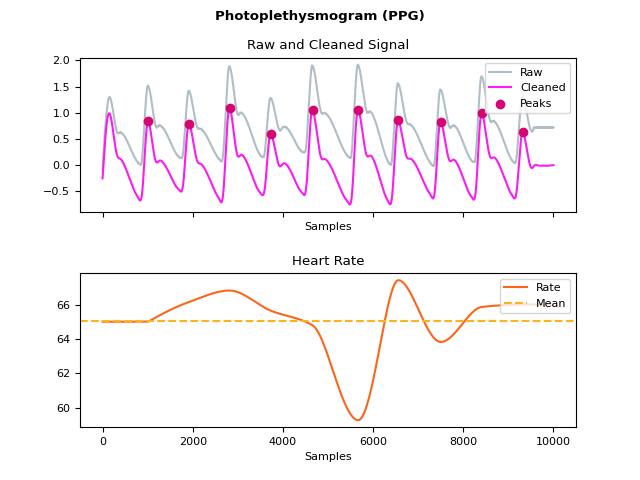 Photoplethysmogram (PPG)
Raw and Cleaned Signal
2.0
1.5
1.0
0.5
0.0
−0.5
Raw
Cleaned
Peaks
Samples
Heart Rate
66
64
62
60
Rate
Mean
0 2000 4000 6000 8000 10000
Samples